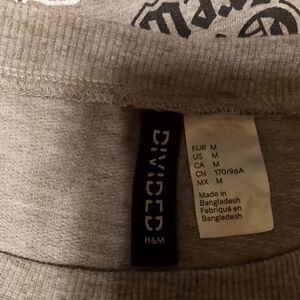 DIVIDED
H&M
EUR M
US M
CA M
CN 170/96A
MX M
Made in
Bangladesh
Fabriqué en
Bangladesh